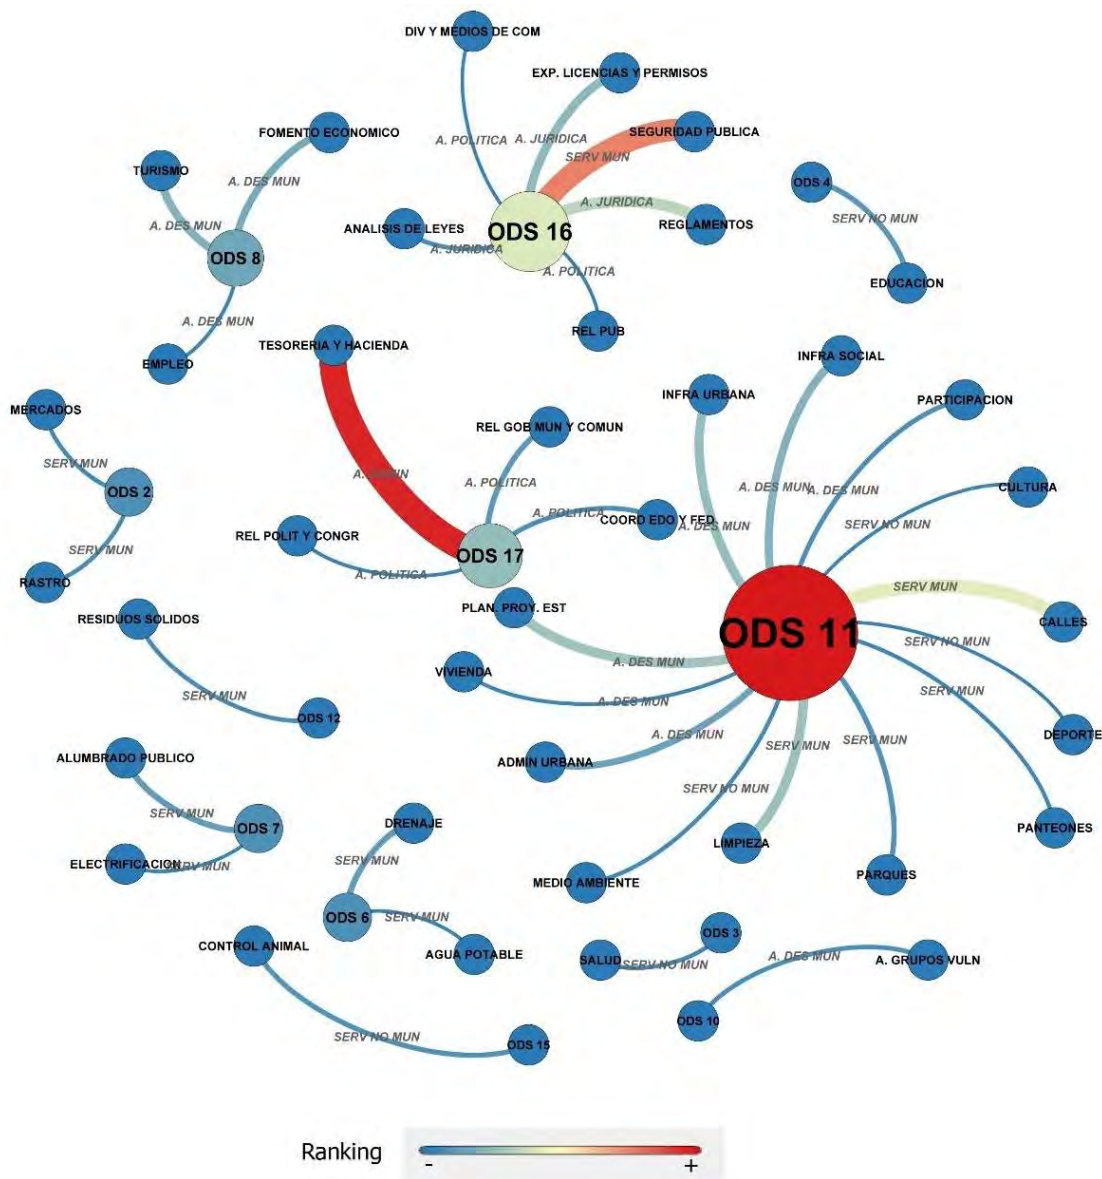 DIV Y MEDIOS DE COM
EXP. LICENCIAS Y PERMISOS
FOMENTO ECONOMICO
SEGURIDAD PUBLICA
A. POLITICA
A. JURIDICA
SERV MUN
TURISMO
A. DES MUN
ODS 4
A. JURIDICA
SERV NO MUN
A. DES MUN
ANALISIS DE LEYES
ODS 16
REGLAMENTOS
A. JURIDICA
ODS 8
A. POLITICA
EDUCACION
A. DES MUN
REL PUB
TESORERIA Y HACIENDA
EMPLEO
INFRA SOCIAL
INFRA URBANA
PARTICIPACION
MERCADOS
REL GOB MUN Y COMUN
SERV MUN
A. POLITICA
A. DES MUN
A. DES MUN
CULTURA
ODS 2
A. POLITICA
COORD EDO Y FED
A. DES MUN
SERV NO MUN
REL POLIT Y CONGR
SERV MUN
ODS 17
A. POLITICA
RASTRO
SERV MUN
PLAN. PROY. EST
RESIDUOS SOLIDOS
CALLES
ODS 11
SERV NO MUN
A. DES MUN
VIVIENDA
SERV MUN
SERV MUN
A. DES MUN
ODS 12
A. DES MUN
DEPORTE
SERV MUN
SERV MUN
ALUMBRADO PUBLICO
ADMIN URBANA
SERV NO MUN
SERV MUN
DRENAJE
ODS 7
PANTEONES
LIMPIEZA
ELECTRIFICACION
SERV MUN
SERV MUN
PARQUES
MEDIO AMBIENTE
ODS 6
SERV MUN
ODS 3
CONTROL ANIMAL
AGUA POTABLE
SALUD
SERV NO MUN
A. DES MUN
A. GRUPOS VULN
ODS 10
SERV NO MUN
ODS 15
Ranking
- +